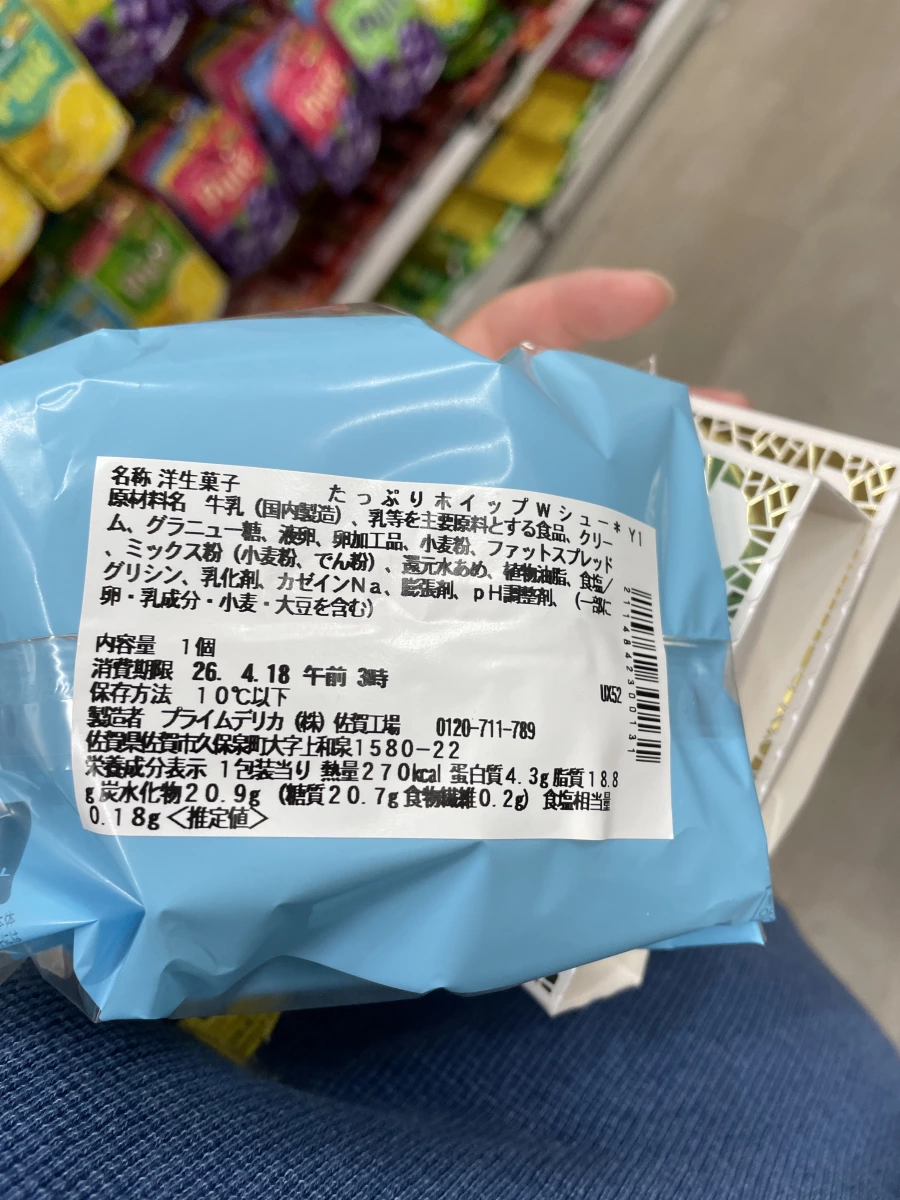 名称 洋生菓子
たっぷりホイップWシュー* Y1
原材料名 牛乳(国内製造)、乳等を主要原料とする食品、クリー
ム、グラニュー糖、液卵、卵加工品、小麦粉、ファットスプレッド
、ミックス粉(小麦粉、でん粉)、還元水あめ、植物油脂、食塩/
グリシン、乳化剤、カゼインNa、膨張剤、pH調整剤、(一部に
卵・乳成分・小麦・大豆を含む)
内容量 1個
消費期限 26. 4.18 午前 3時
保存方法 10℃以下
UX52
製造者 プライムデリカ(株)佐賀工場 0120-711-789
佐賀県佐賀市久保泉町大字上和泉1580-22
栄養成分表示 1包装当り 熱量270kcal 蛋白質4.3g 脂質18.8
g 炭水化物20.9g (糖質20.7g 食物繊維0.2g) 食塩相当量
0.18g <推定値>
2114842300131